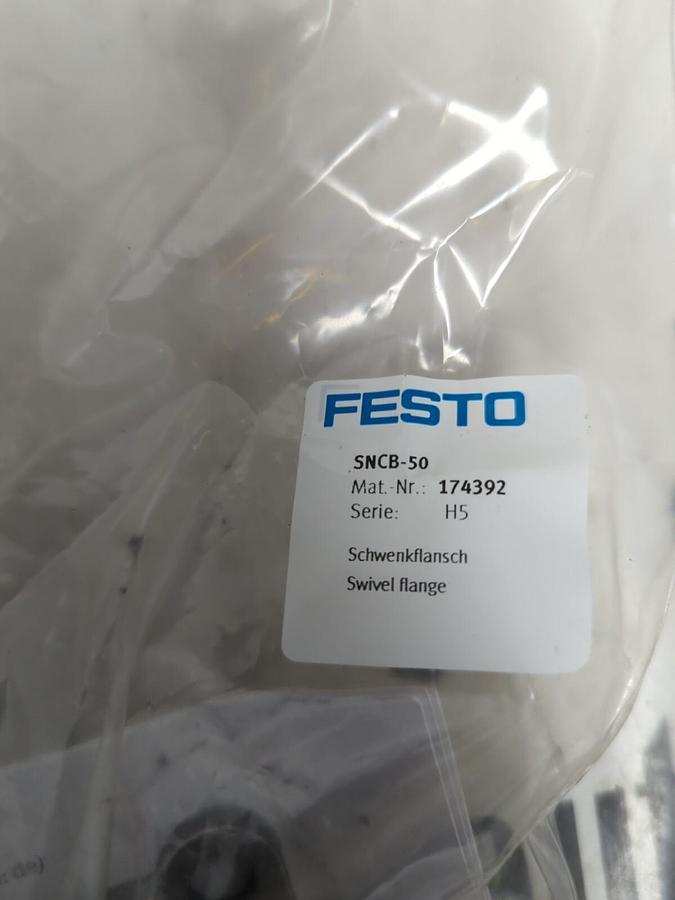 FESTO
SNCB-50
Mat.-Nr.: 174392
Serie: H5
Schwenkflansch
Swivel flange